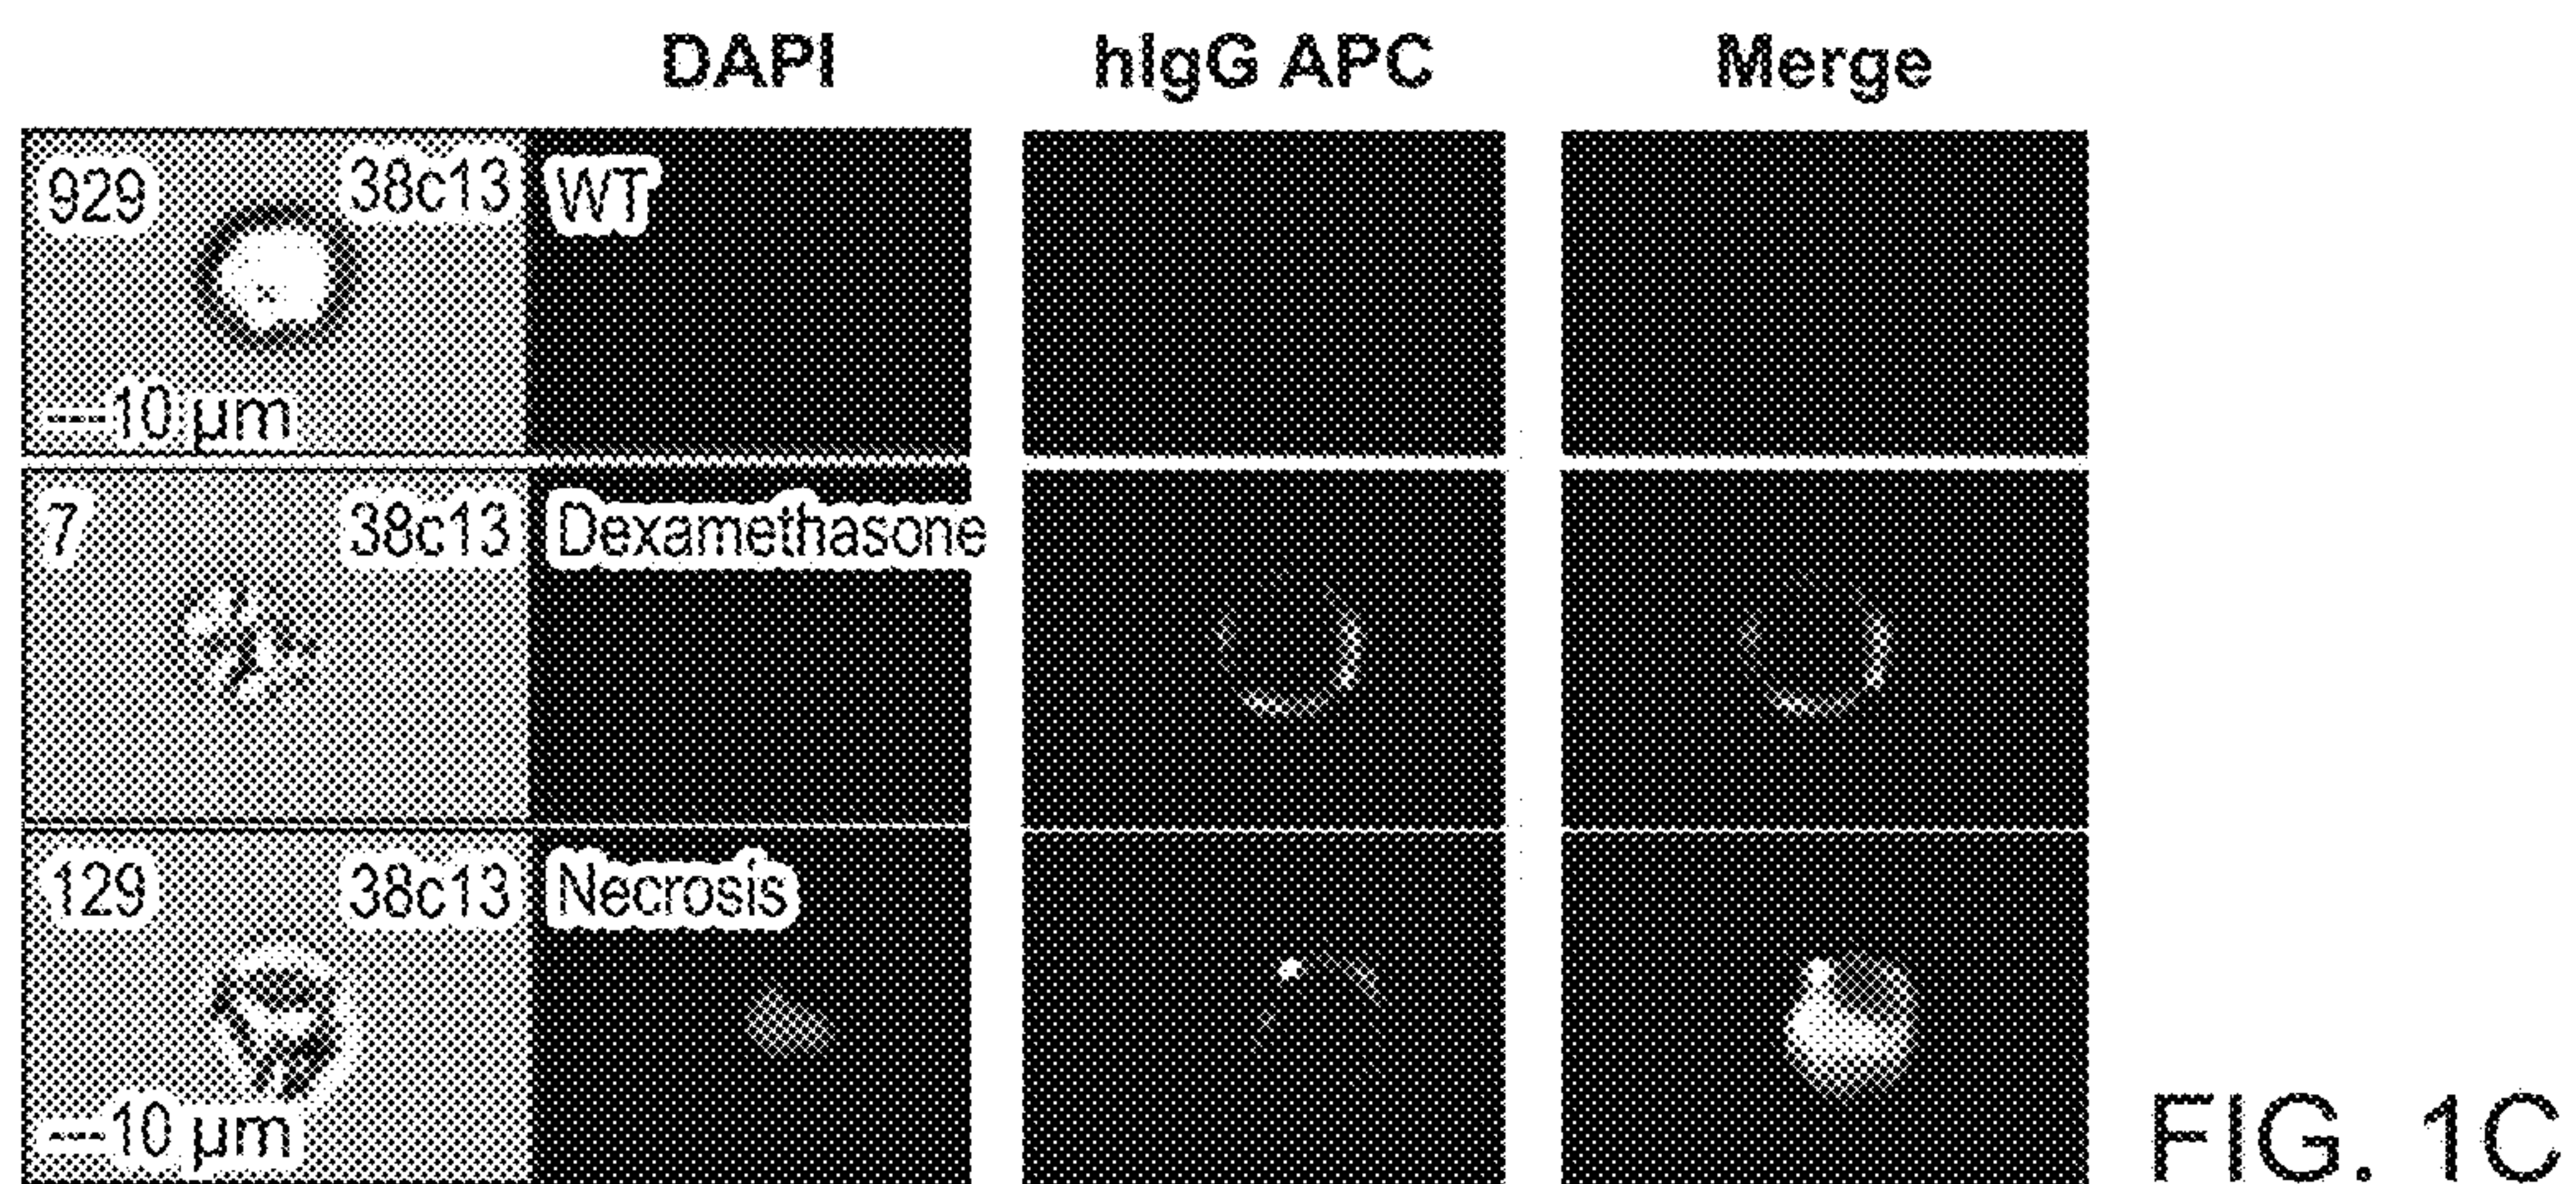 DAPI hIgG APC Merge
929 38c13 WT
10 µm
7 38c13 Dexamethasone
129 38c13 Necrosis
10 µm
FIG. 1C